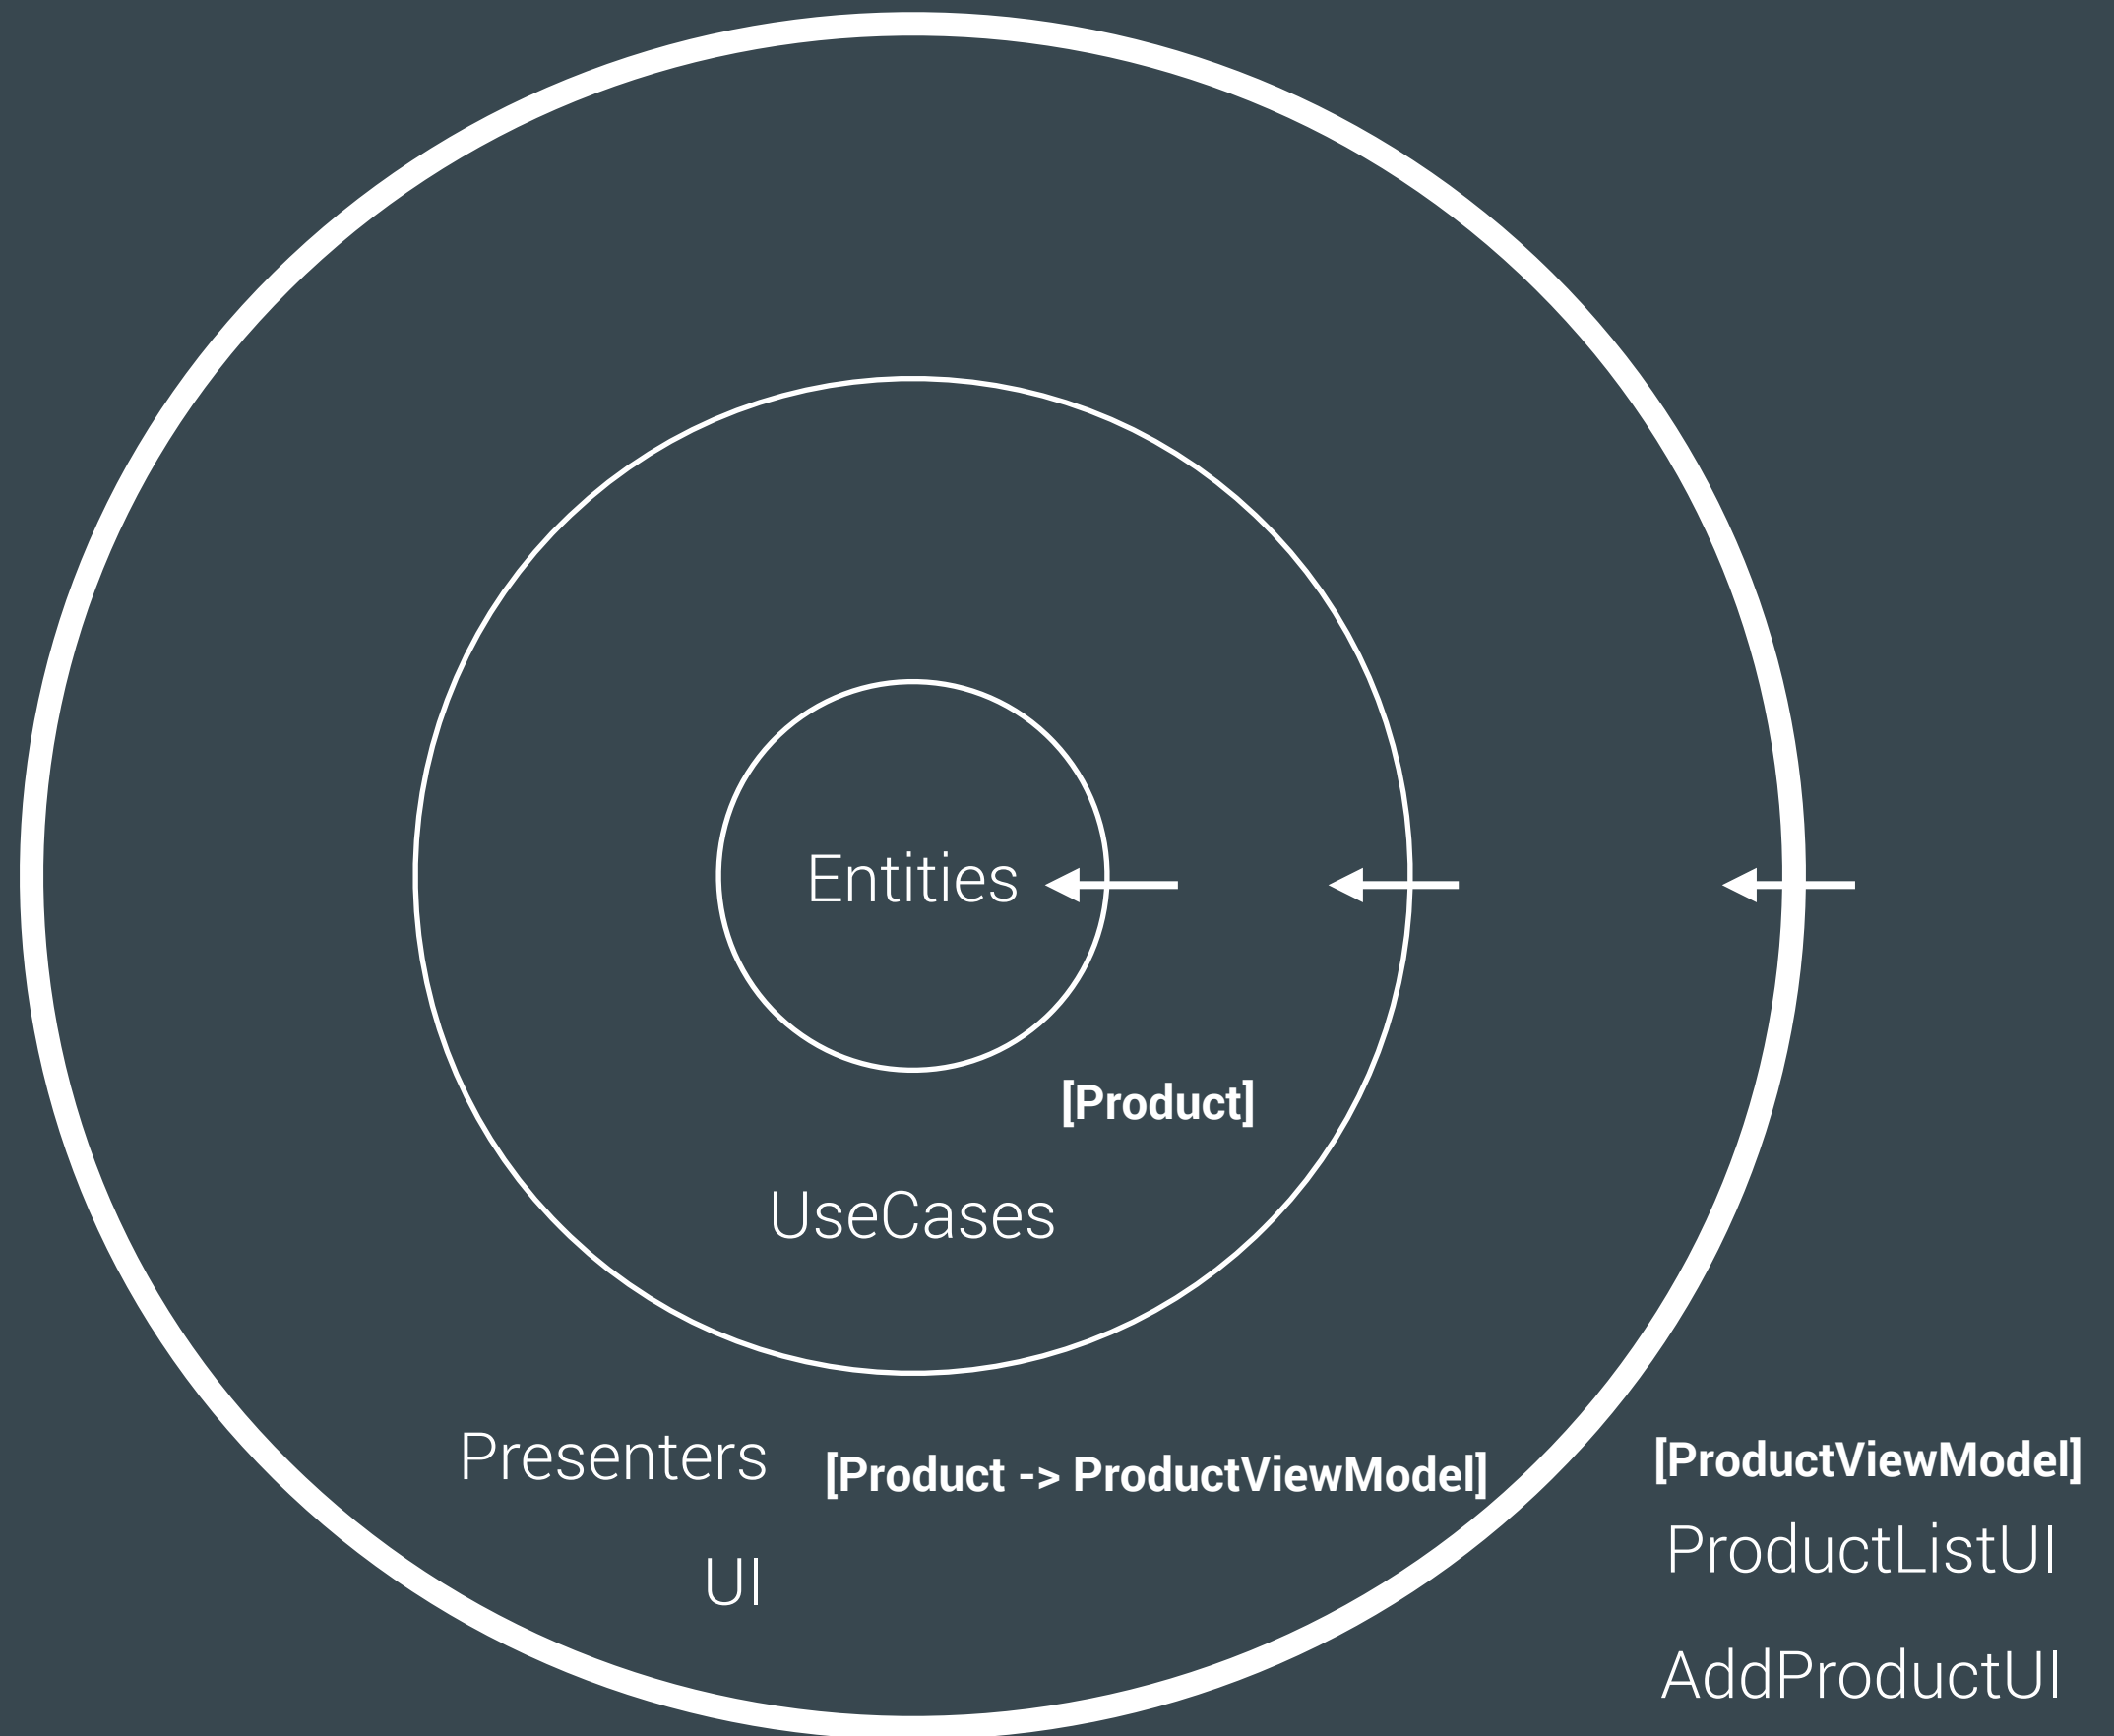 Entities
[Product]
UseCases
Presenters
[Product -> ProductViewModel]
UI
[ProductViewModel]
ProductListUI
AddProductUI